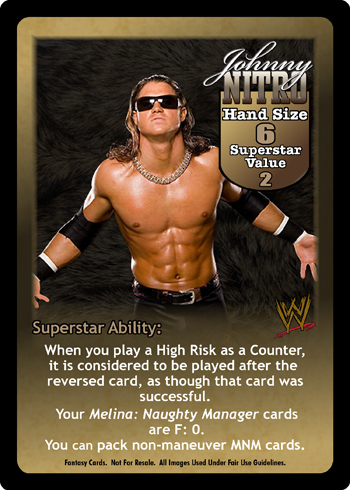 Johnny
NITRO
Hand Size
6
Superstar
Value
2
W
Superstar Ability:
When you play a High Risk as a Counter,
it is considered to be played after the
reversed card, as though that card was
successful.
Your Melina: Naughty Manager cards
are F: 0.
You can pack non-maneuver MNM cards.
Fantasy Cards. Not For Resale. All Images Used Under Fair Use Guidelines.